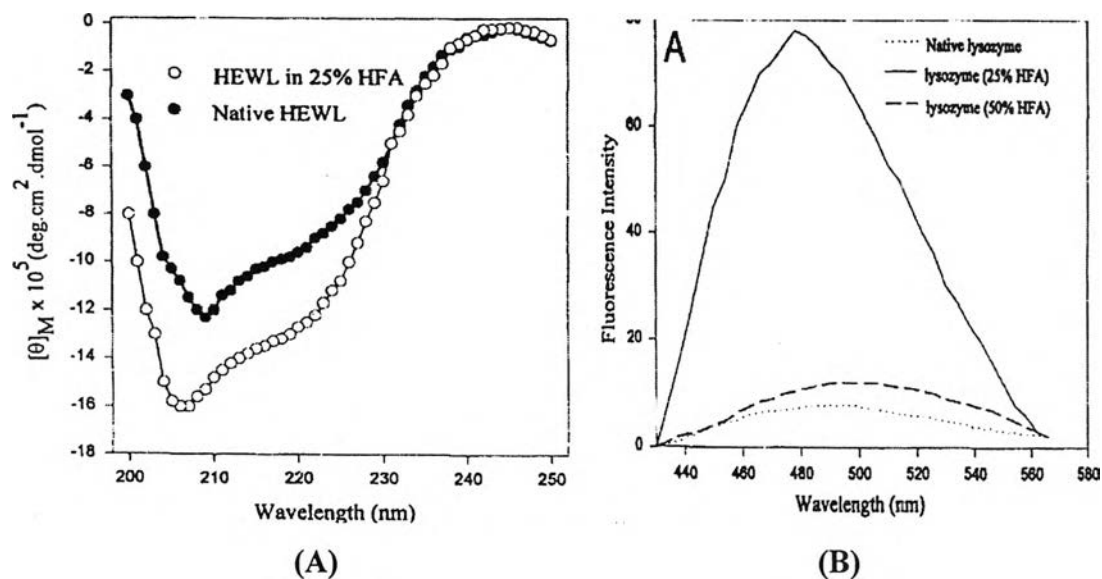 0
-2
-4
-6
-8
-10
-12
-14
-16
-18
[θ]M x 10^5 (deg.cm^2.dmol^-1)
HEWL in 25% HFA
Native HEWL
200 210 220 230 240 250
Wavelength (nm)
(A)
A
60
40
20
0
Fluorescence Intensity
Native lysozyme
lysozyme (25% HFA)
lysozyme (50% HFA)
440 460 480 500 520 540 560 580
Wavelength (nm)
(B)